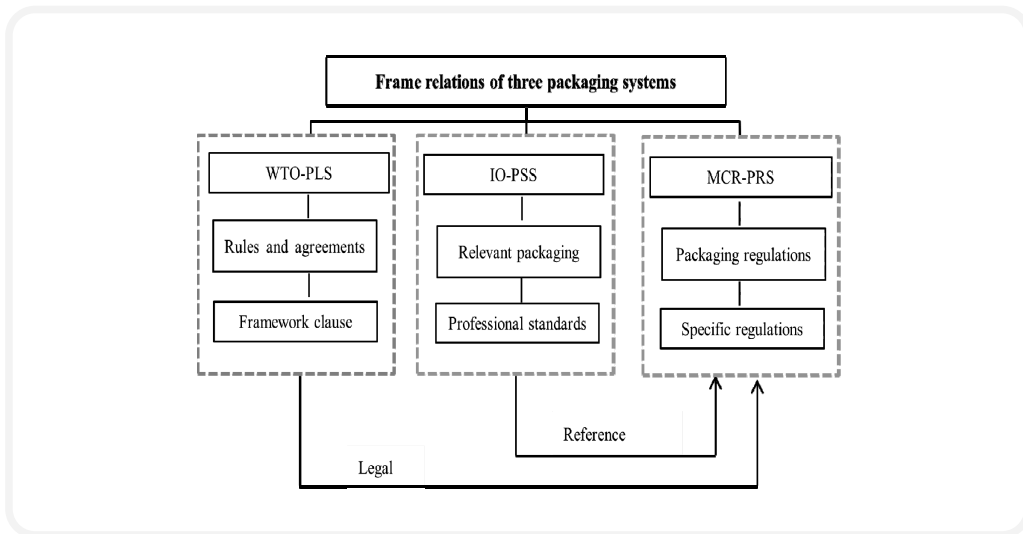 Frame relations of three packaging systems
WTO-PLS
Rules and agreements
Framework clause
IO-PSS
Relevant packaging
Professional standards
MCR-PRS
Packaging regulations
Specific regulations
Reference
Legal